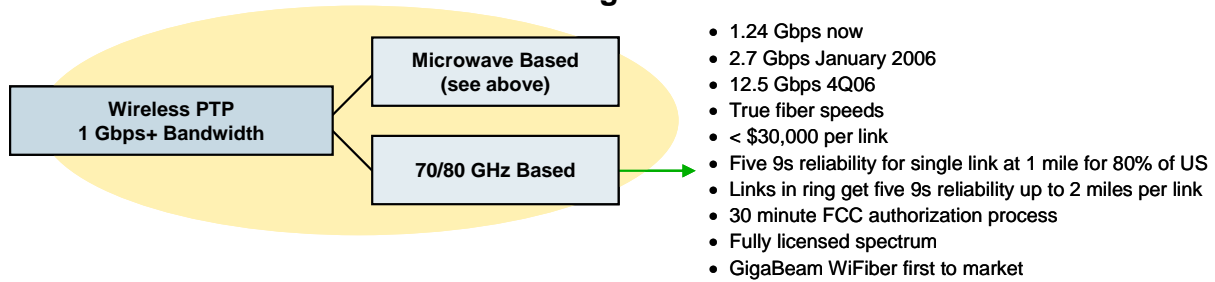 Wireless PTP
1 Gbps+ Bandwidth
Microwave Based
(see above)
70/80 GHz Based
• 1.24 Gbps now
• 2.7 Gbps January 2006
• 12.5 Gbps 4Q06
• True fiber speeds
• < $30,000 per link
• Five 9s reliability for single link at 1 mile for 80% of US
• Links in ring get five 9s reliability up to 2 miles per link
• 30 minute FCC authorization process
• Fully licensed spectrum
• GigaBeam WiFiber first to market